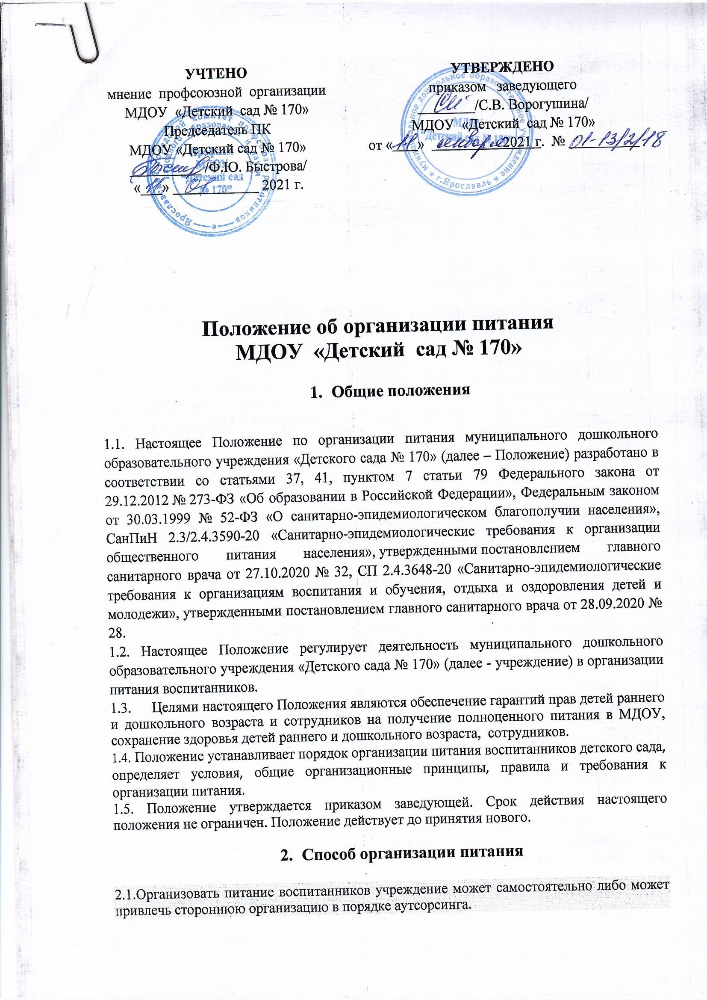 УЧТЕНО
мнение профсоюзной организации
МДОУ «Детский сад № 170»
Председатель ПК
МДОУ «Детский сад № 170»
/Ф.Ю. Быстрова/
«11» 01 2021 г.
УТВЕРЖДЕНО
приказом заведующего
/С.В. Ворогушина/
МДОУ «Детский сад № 170»
от «11» января 2021 г. № 01-13/2/18
Положение об организации питания
МДОУ «Детский сад № 170»
1. Общие положения
1.1. Настоящее Положение по организации питания муниципального дошкольного
образовательного учреждения «Детского сада № 170» (далее – Положение) разработано в
соответствии со статьями 37, 41, пунктом 7 статьи 79 Федерального закона от
29.12.2012 № 273-ФЗ «Об образовании в Российской Федерации», Федеральным законом
от 30.03.1999 № 52-ФЗ «О санитарно-эпидемиологическом благополучии населения»,
СанПиН 2.3/2.4.3590-20 «Санитарно-эпидемиологические требования к организации
общественного питания населения», утвержденными постановлением главного
санитарного врача от 27.10.2020 № 32, СП 2.4.3648-20 «Санитарно-эпидемиологические
требования к организациям воспитания и обучения, отдыха и оздоровления детей и
молодежи», утвержденными постановлением главного санитарного врача от 28.09.2020 №
28.
1.2. Настоящее Положение регулирует деятельность муниципального дошкольного
образовательного учреждения «Детского сада № 170» (далее - учреждение) в организации
питания воспитанников.
1.3. Целями настоящего Положения являются обеспечение гарантий прав детей раннего
и дошкольного возраста и сотрудников на получение полноценного питания в МДОУ,
сохранение здоровья детей раннего и дошкольного возраста, сотрудников.
1.4. Положение устанавливает порядок организации питания воспитанников детского сада,
определяет условия, общие организационные принципы, правила и требования к
организации питания.
1.5. Положение утверждается приказом заведующей. Срок действия настоящего
положения не ограничен. Положение действует до принятия нового.
2. Способ организации питания
2.1.Организовать питание воспитанников учреждение может самостоятельно либо может
привлечь стороннюю организацию в порядке аутсорсинга.